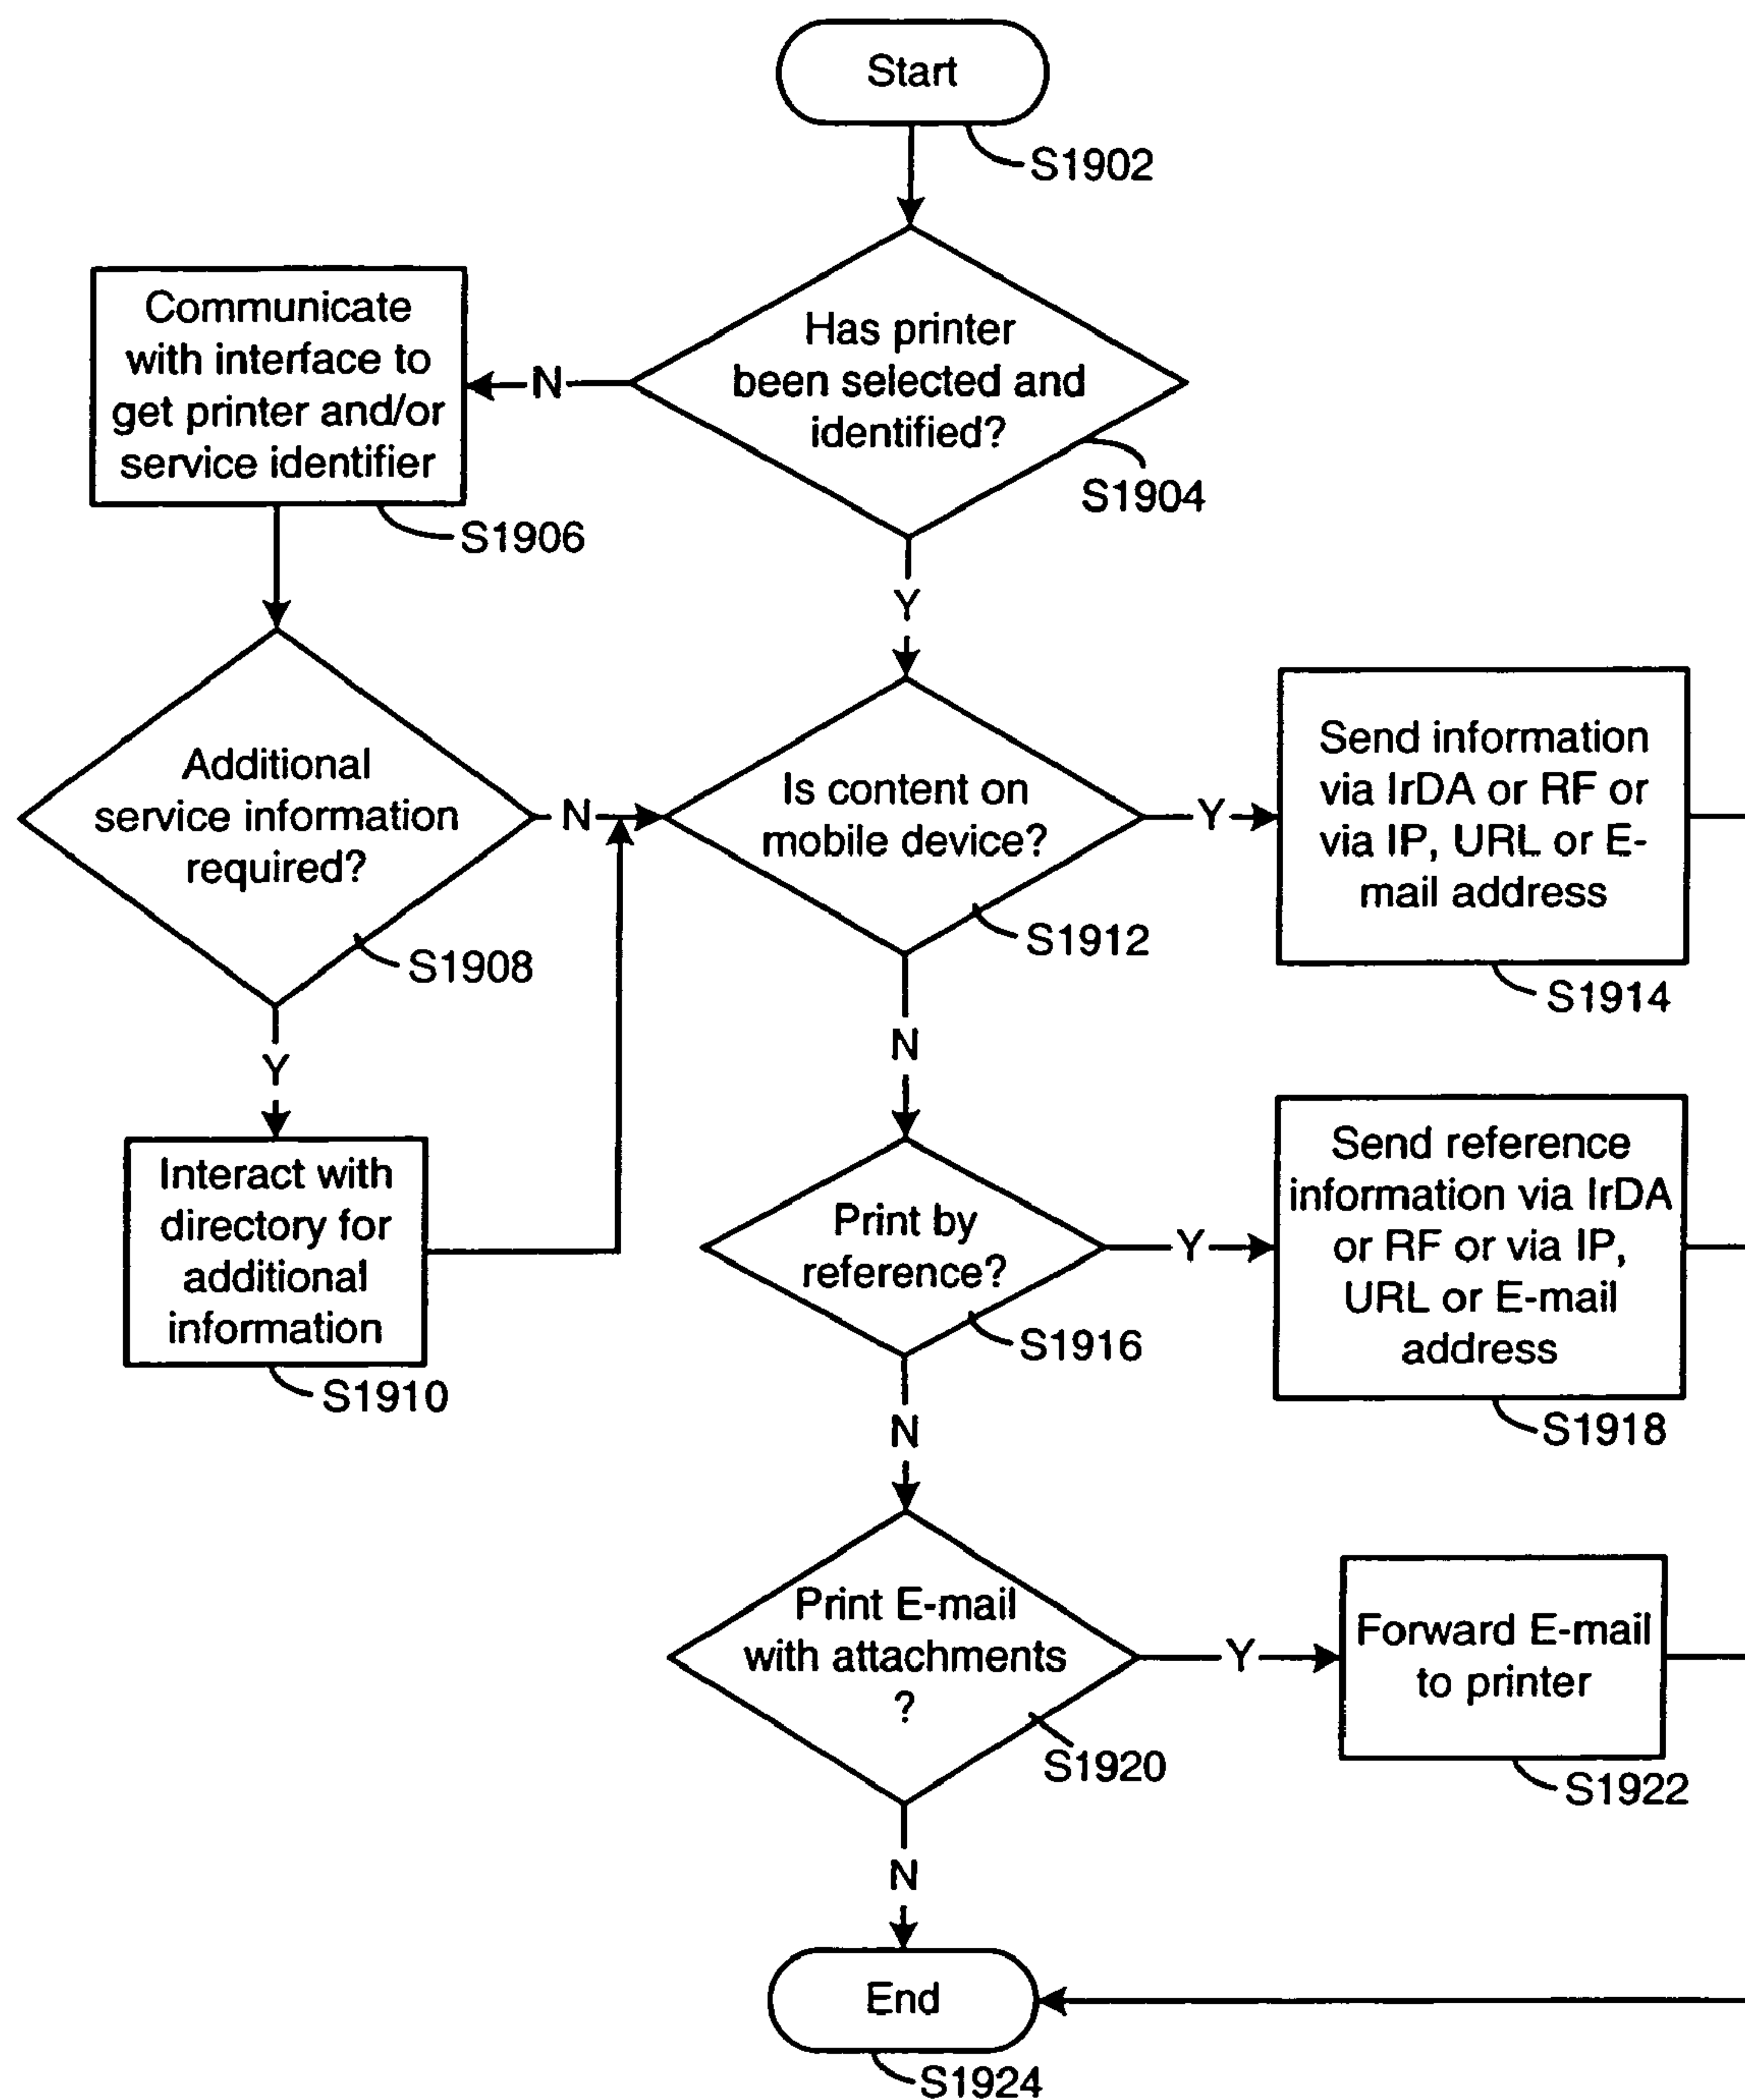 Start
S1902
Has printer
been selected and
identified?
S1904
N
Communicate
with interface to
get printer and/or
service identifier
S1906
Y
Additional
service information
required?
S1908
N
Y
Interact with
directory for
additional
information
S1910
Is content on
mobile device?
S1912
Y
Send information
via IrDA or RF or
via IP, URL or E-
mail address
S1914
N
Print by
reference?
S1916
Y
Send reference
information via IrDA
or RF or via IP,
URL or E-mail
address
S1918
N
Print E-mail
with attachments
?
S1920
Y
Forward E-mail
to printer
S1922
N
End
S1924